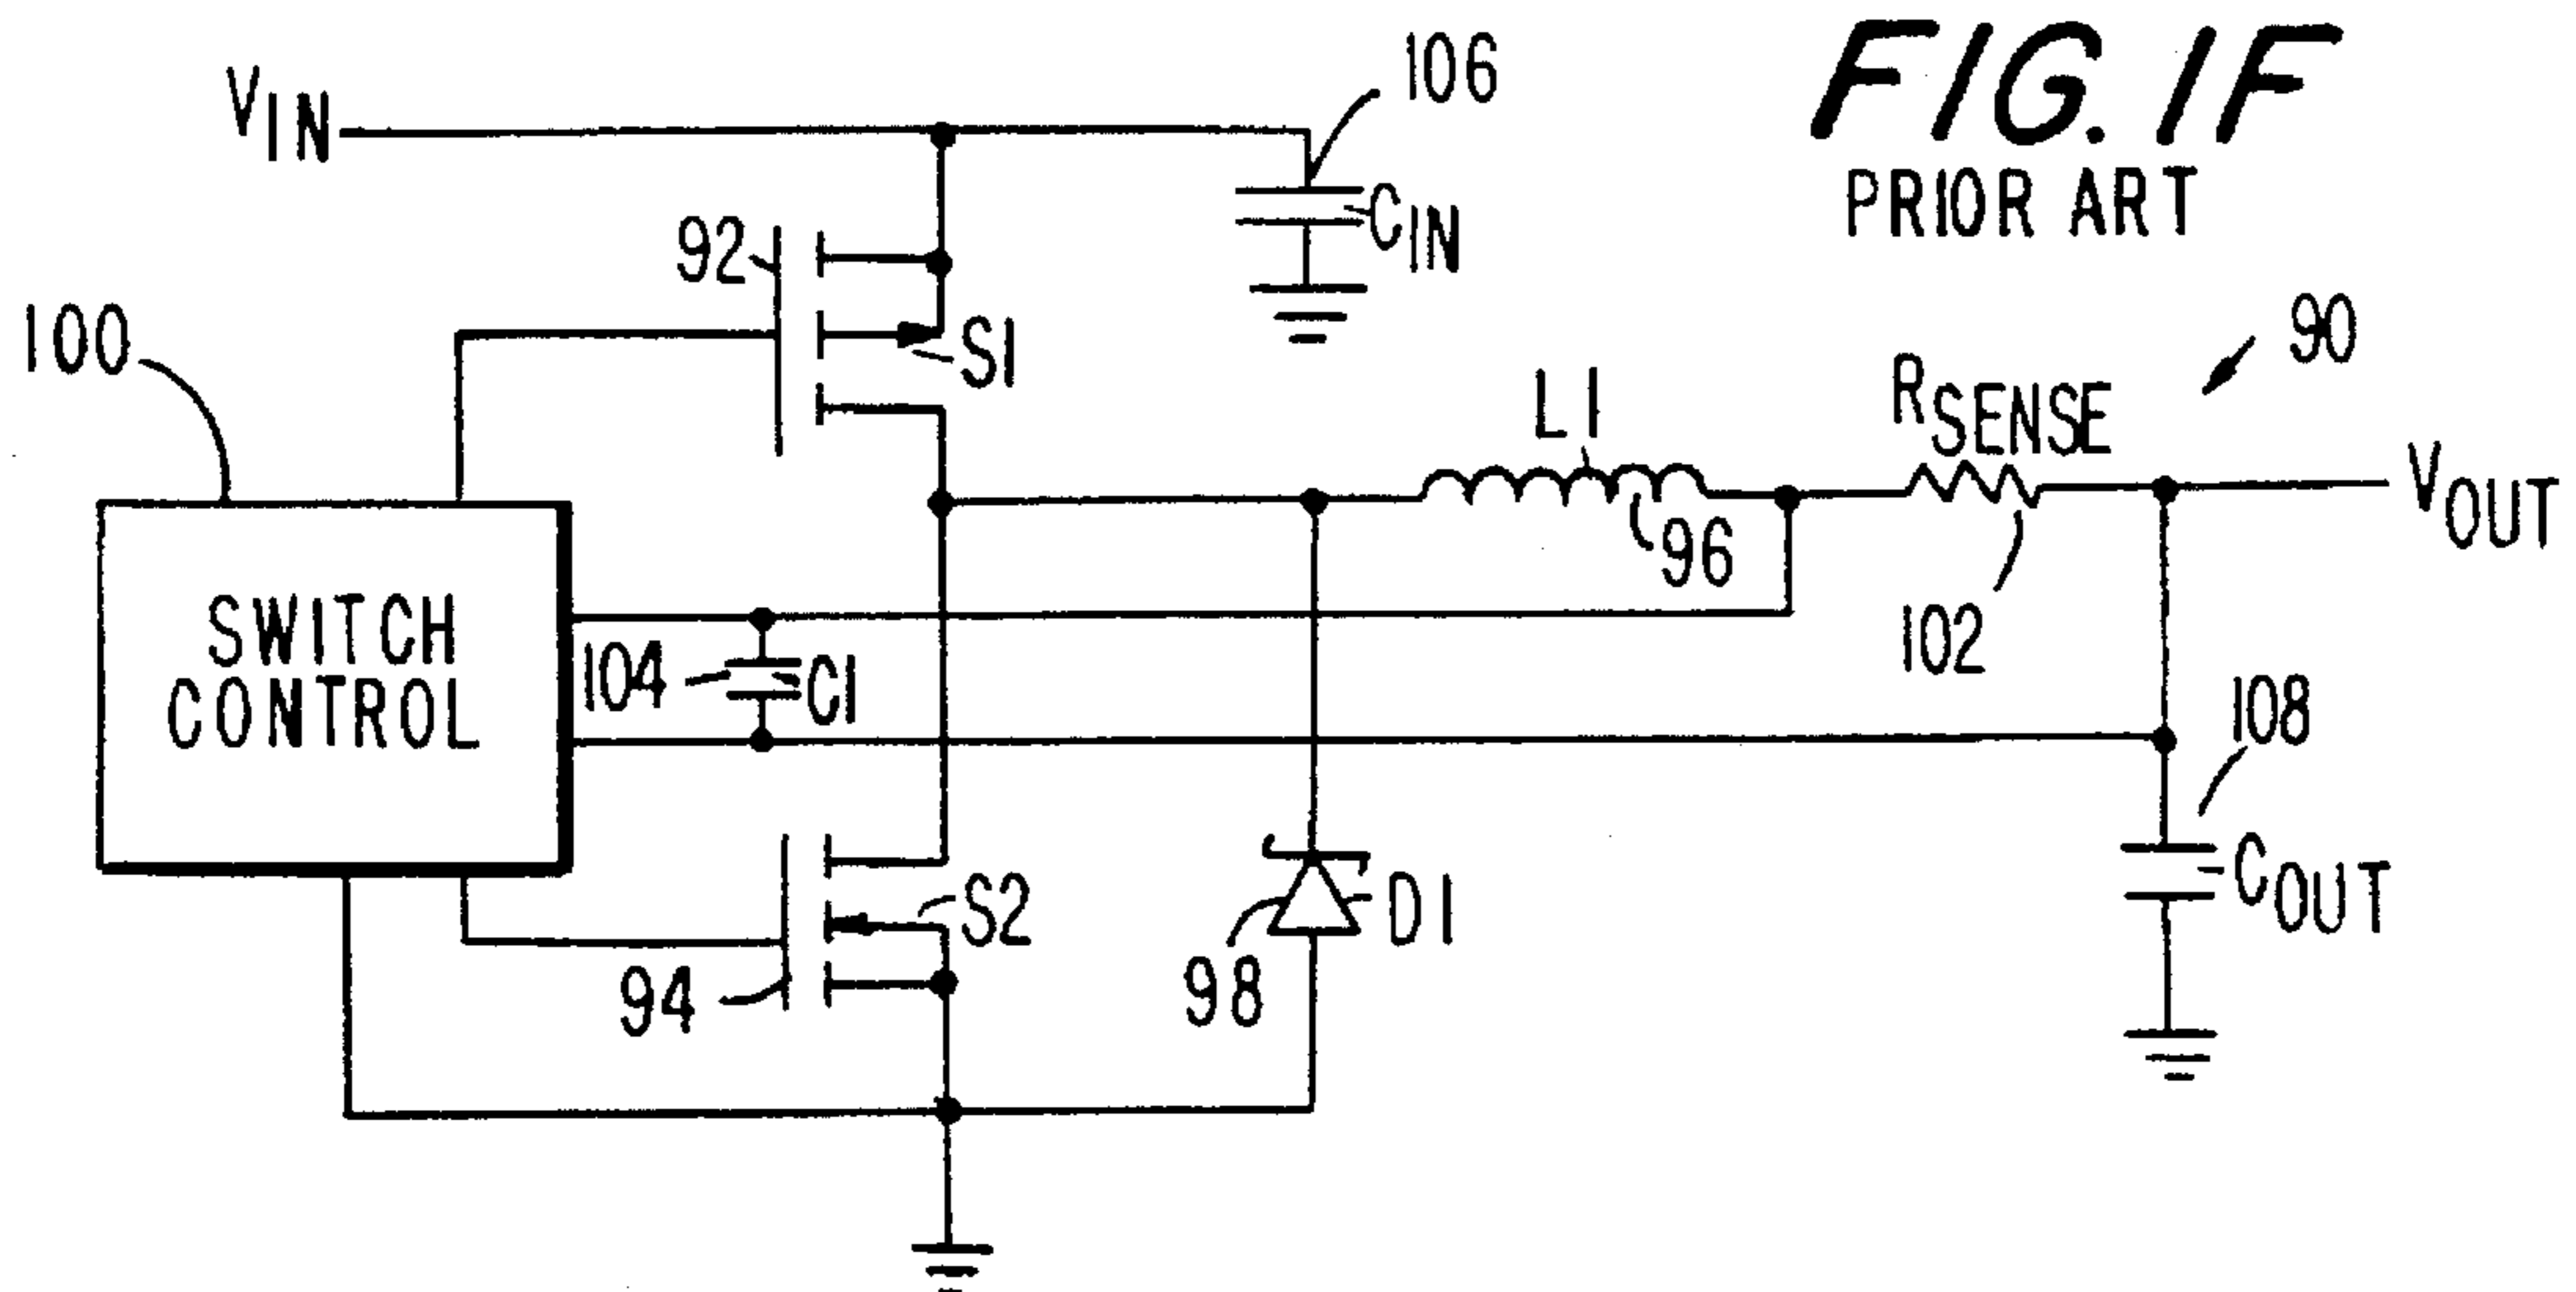 FIG. 1F
PRIOR ART
VIN
106
CIN
92
S1
100
90
L1
RSENSE
VOUT
96
102
SWITCH
CONTROL
104
C1
108
COUT
S2
D1
94
98